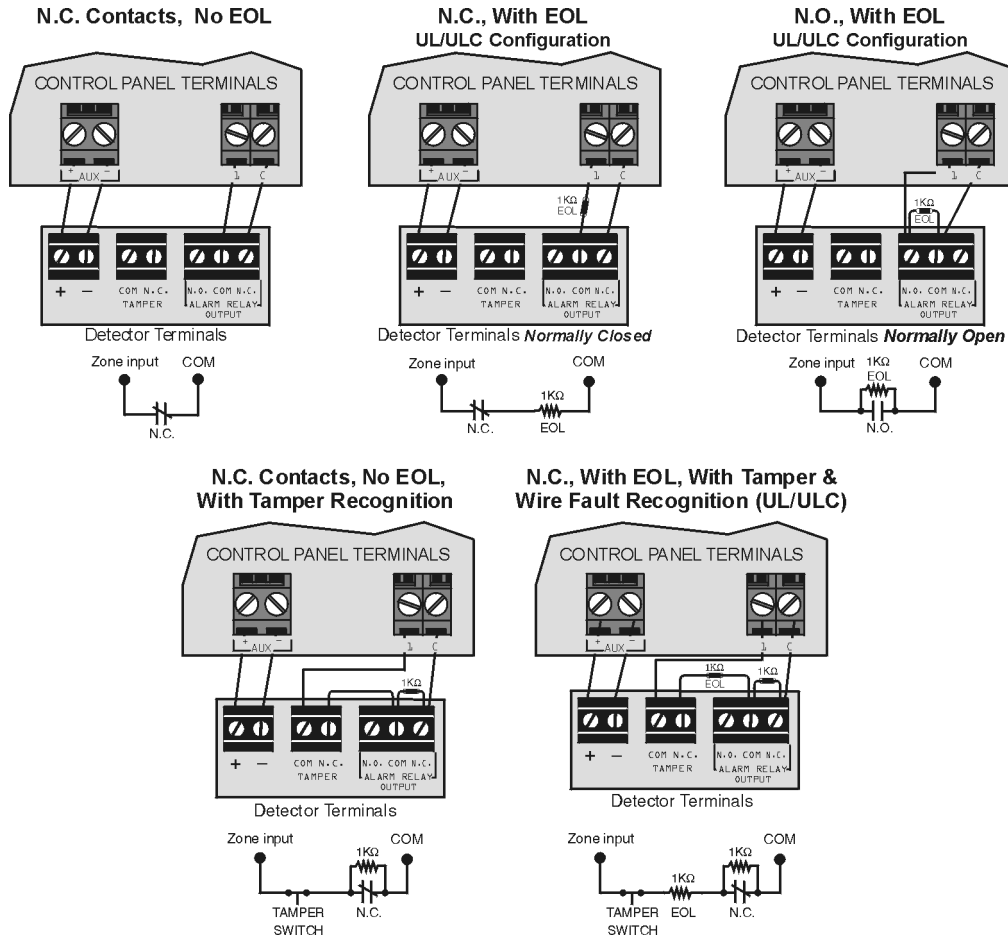 N.C. Contacts, No EOL
CONTROL PANEL TERMINALS
+ -
AUX
1 C
+ -
COM N.C.
TAMPER
N.O. COM N.C.
ALARM RELAY
OUTPUT
Detector Terminals
Zone input COM
N.C.
N.C., With EOL
UL/ULC Configuration
CONTROL PANEL TERMINALS
+ -
AUX
1 C
1KΩ
EOL
+ -
COM N.C.
TAMPER
N.O. COM N.C.
ALARM RELAY
OUTPUT
Detector Terminals Normally Closed
Zone input COM
1KΩ
N.C. EOL
N.O., With EOL
UL/ULC Configuration
CONTROL PANEL TERMINALS
+ -
AUX
1 C
1KΩ
EOL
+ -
COM N.C.
TAMPER
N.O. COM N.C.
ALARM RELAY
OUTPUT
Detector Terminals Normally Open
Zone input COM
1KΩ
EOL
N.O.
N.C. Contacts, No EOL,
With Tamper Recognition
CONTROL PANEL TERMINALS
+ -
AUX
1 C
1KΩ
+ -
COM N.C.
TAMPER
N.O. COM N.C.
ALARM RELAY
OUTPUT
Detector Terminals
Zone input COM
1KΩ
TAMPER
SWITCH
N.C.
N.C., With EOL, With Tamper &
Wire Fault Recognition (UL/ULC)
CONTROL PANEL TERMINALS
+ -
AUX
1 C
1KΩ
EOL
1KΩ
+ -
COM N.C.
TAMPER
N.O. COM N.C.
ALARM RELAY
OUTPUT
Detector Terminals
Zone input COM
1KΩ
1KΩ
TAMPER
SWITCH
EOL
N.C.